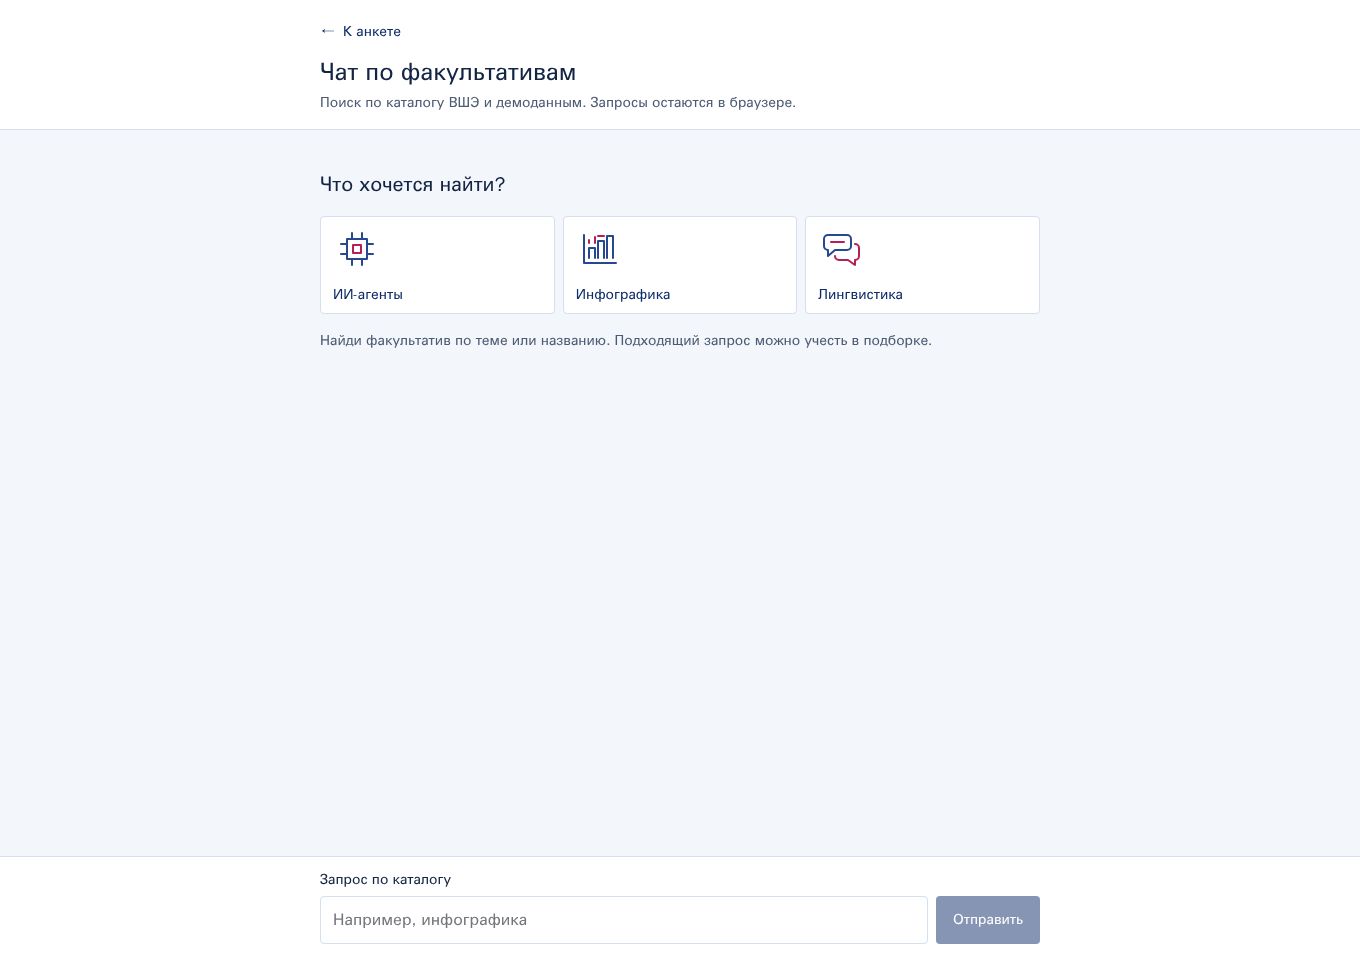 ← К анкете
Чат по факультативам
Поиск по каталогу ВШЭ и демоданным. Запросы остаются в браузере.
Что хочется найти?
ИИ-агенты
Инфографика
Лингвистика
Найди факультатив по теме или названию. Подходящий запрос можно учесть в подборке.
Запрос по каталогу
Например, инфографика
Отправить